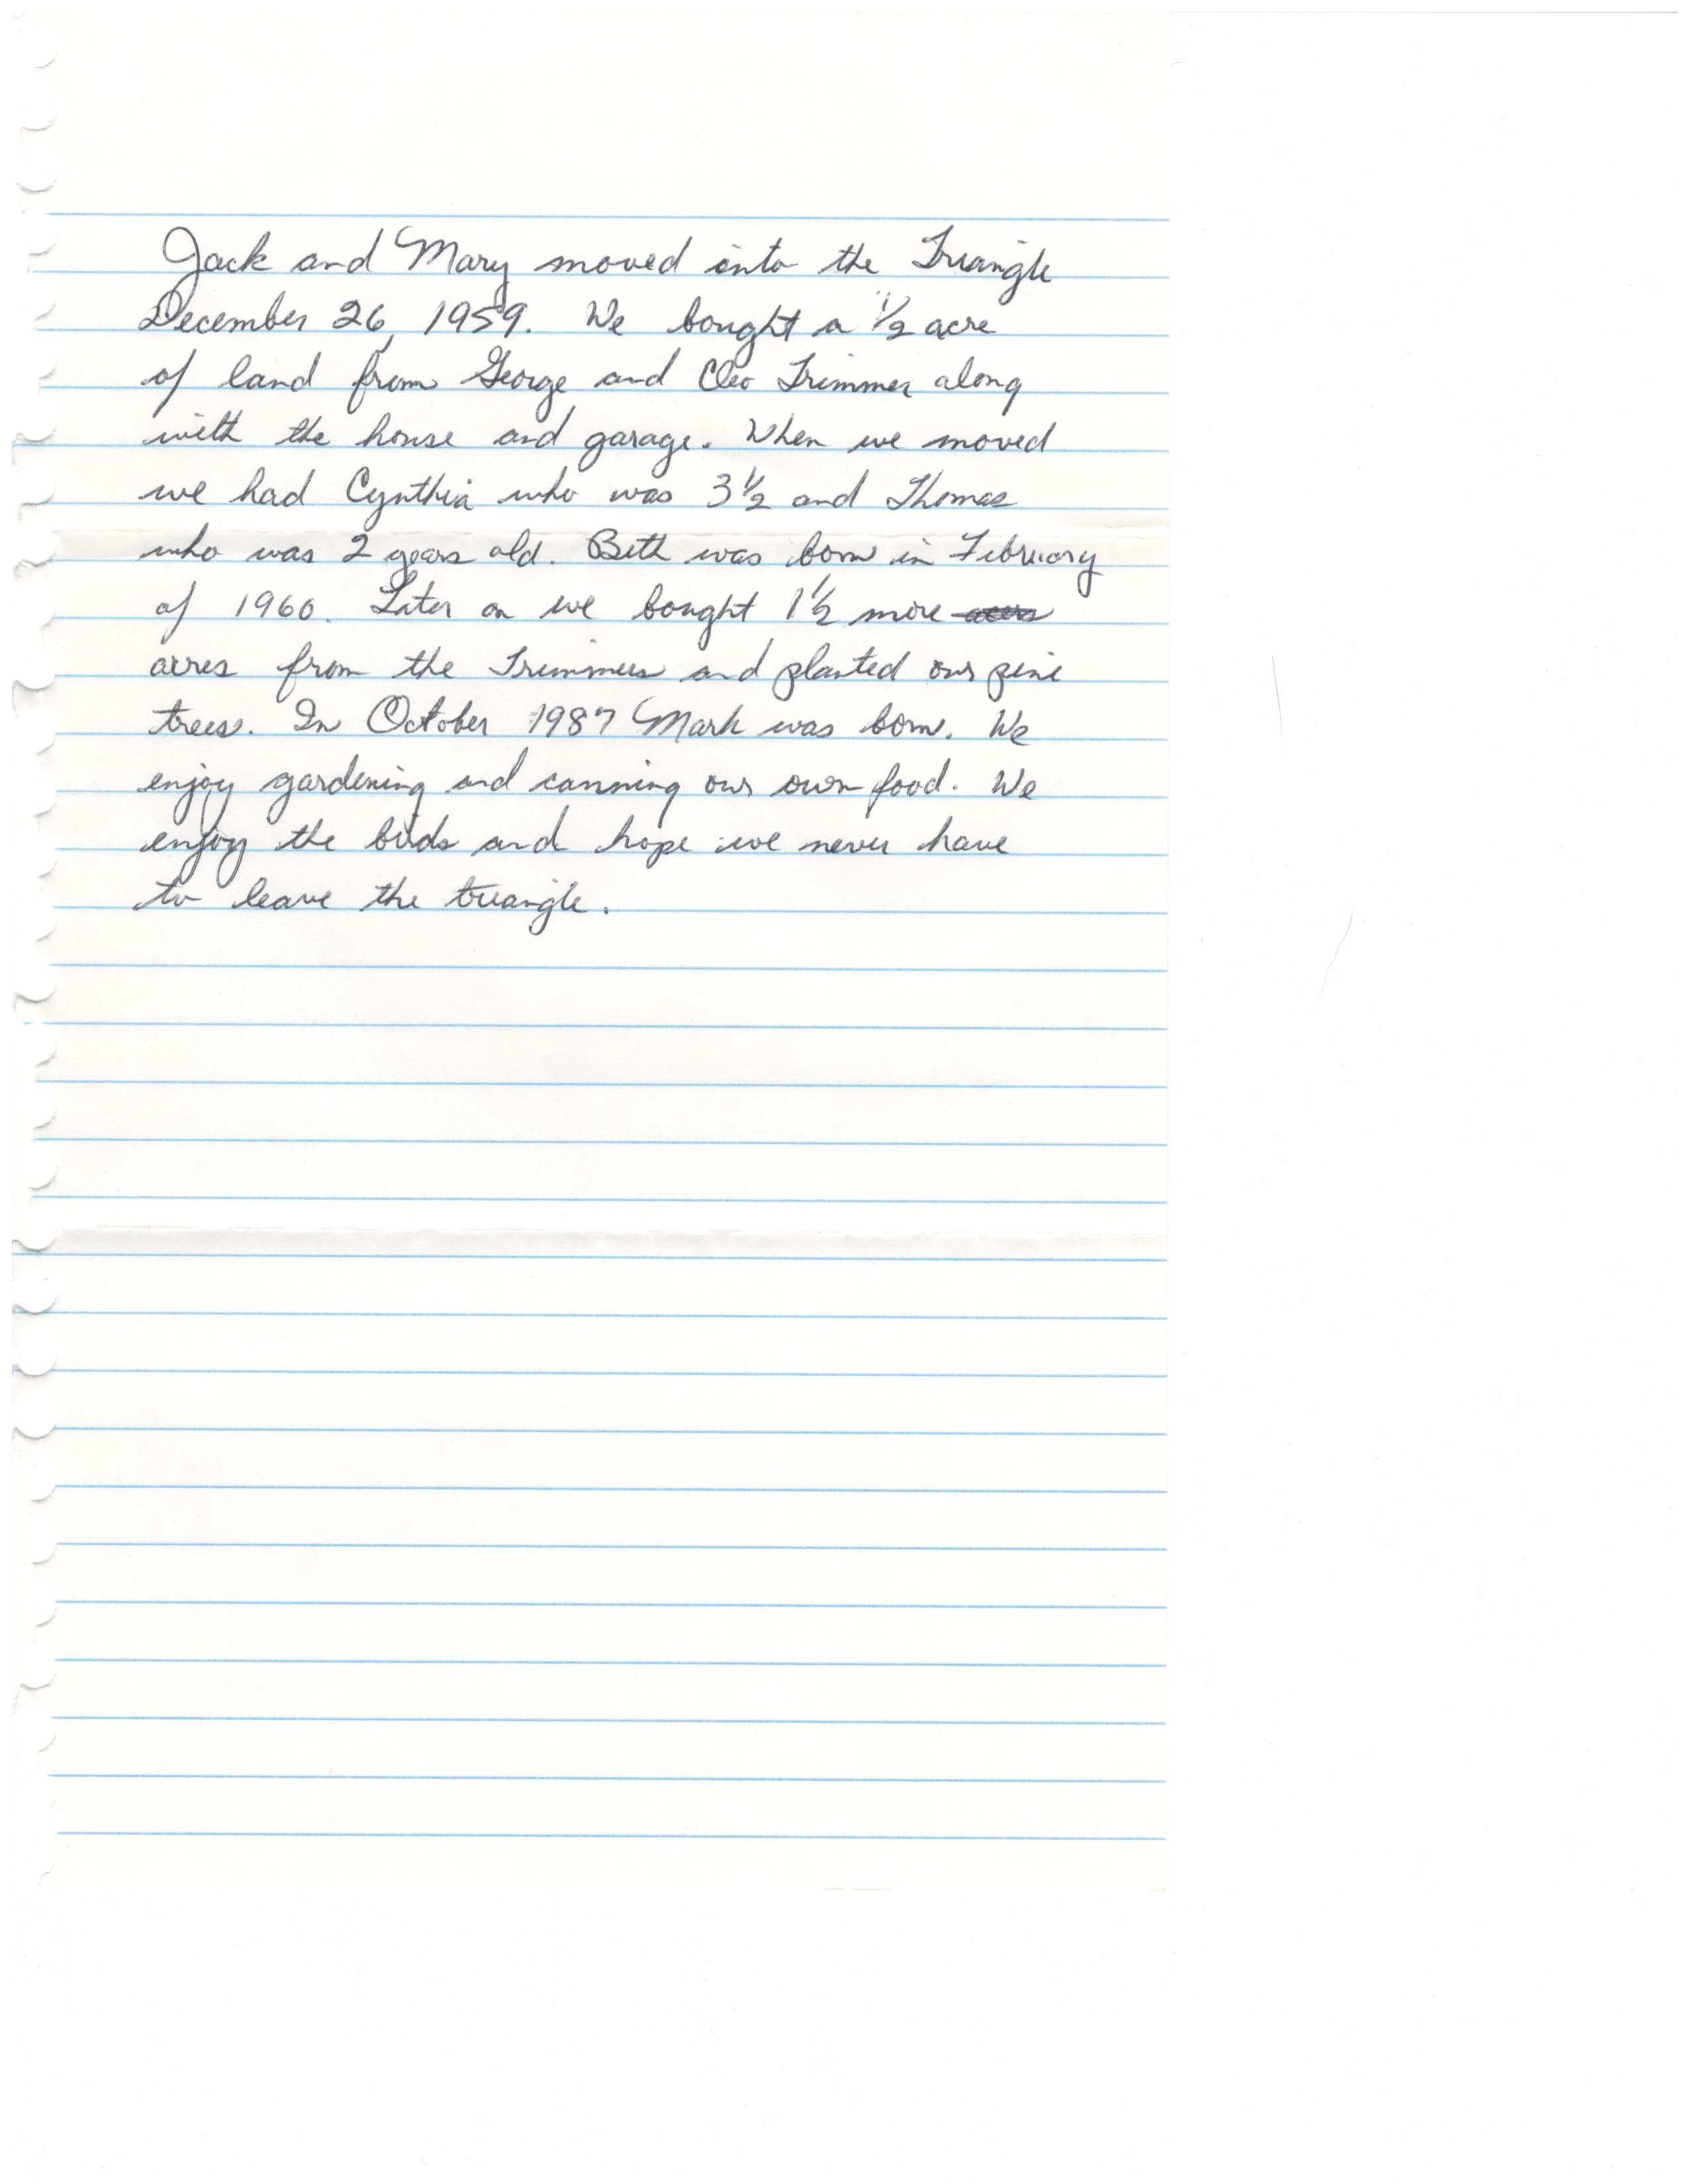 Jack and Mary moved into the Triangle
December 26, 1959. We bought a 1/2 acre
of land from George and Cleo Trimmer along
with the house and garage. When we moved
we had Cynthia who was 3 1/2 and Thomas
who was 2 years old. Beth was born in February
of 1960. Later on we bought 1 1/2 more
acres from the Trimmers and planted our pine
trees. In October 1987 Mark was born. We
enjoy gardening and canning our own food. We
enjoy the birds and hope we never have
to leave the triangle.